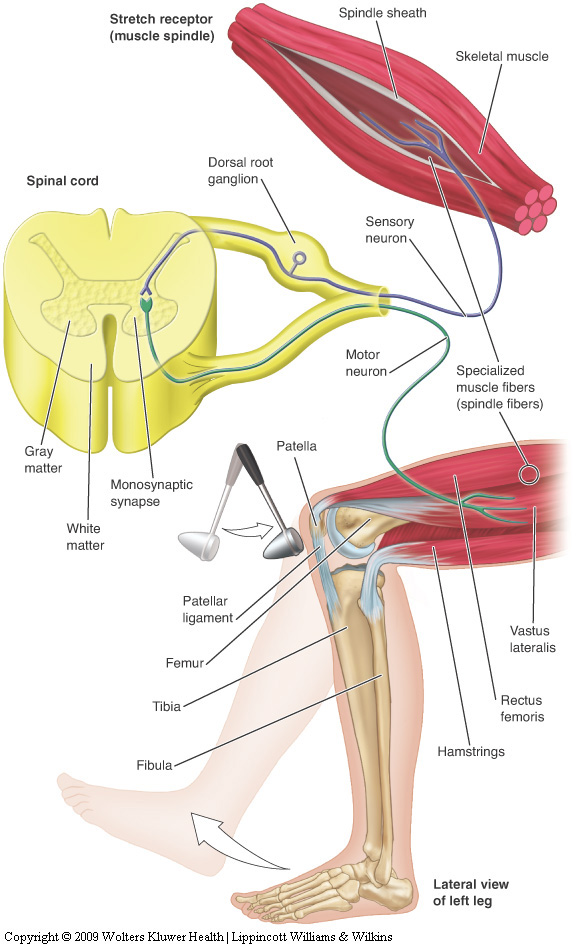 Stretch receptor
(muscle spindle)
Spindle sheath
Skeletal muscle
Dorsal root
ganglion
Spinal cord
Sensory
neuron
Motor
neuron
Specialized
muscle fibers
(spindle fibers)
Gray
matter
Patella
Monosynaptic
synapse
White
matter
Patellar
ligament
Vastus
lateralis
Femur
Rectus
femoris
Tibia
Hamstrings
Fibula
Lateral view
of left leg
Copyright © 2009 Wolters Kluwer Health | Lippincott Williams & Wilkins